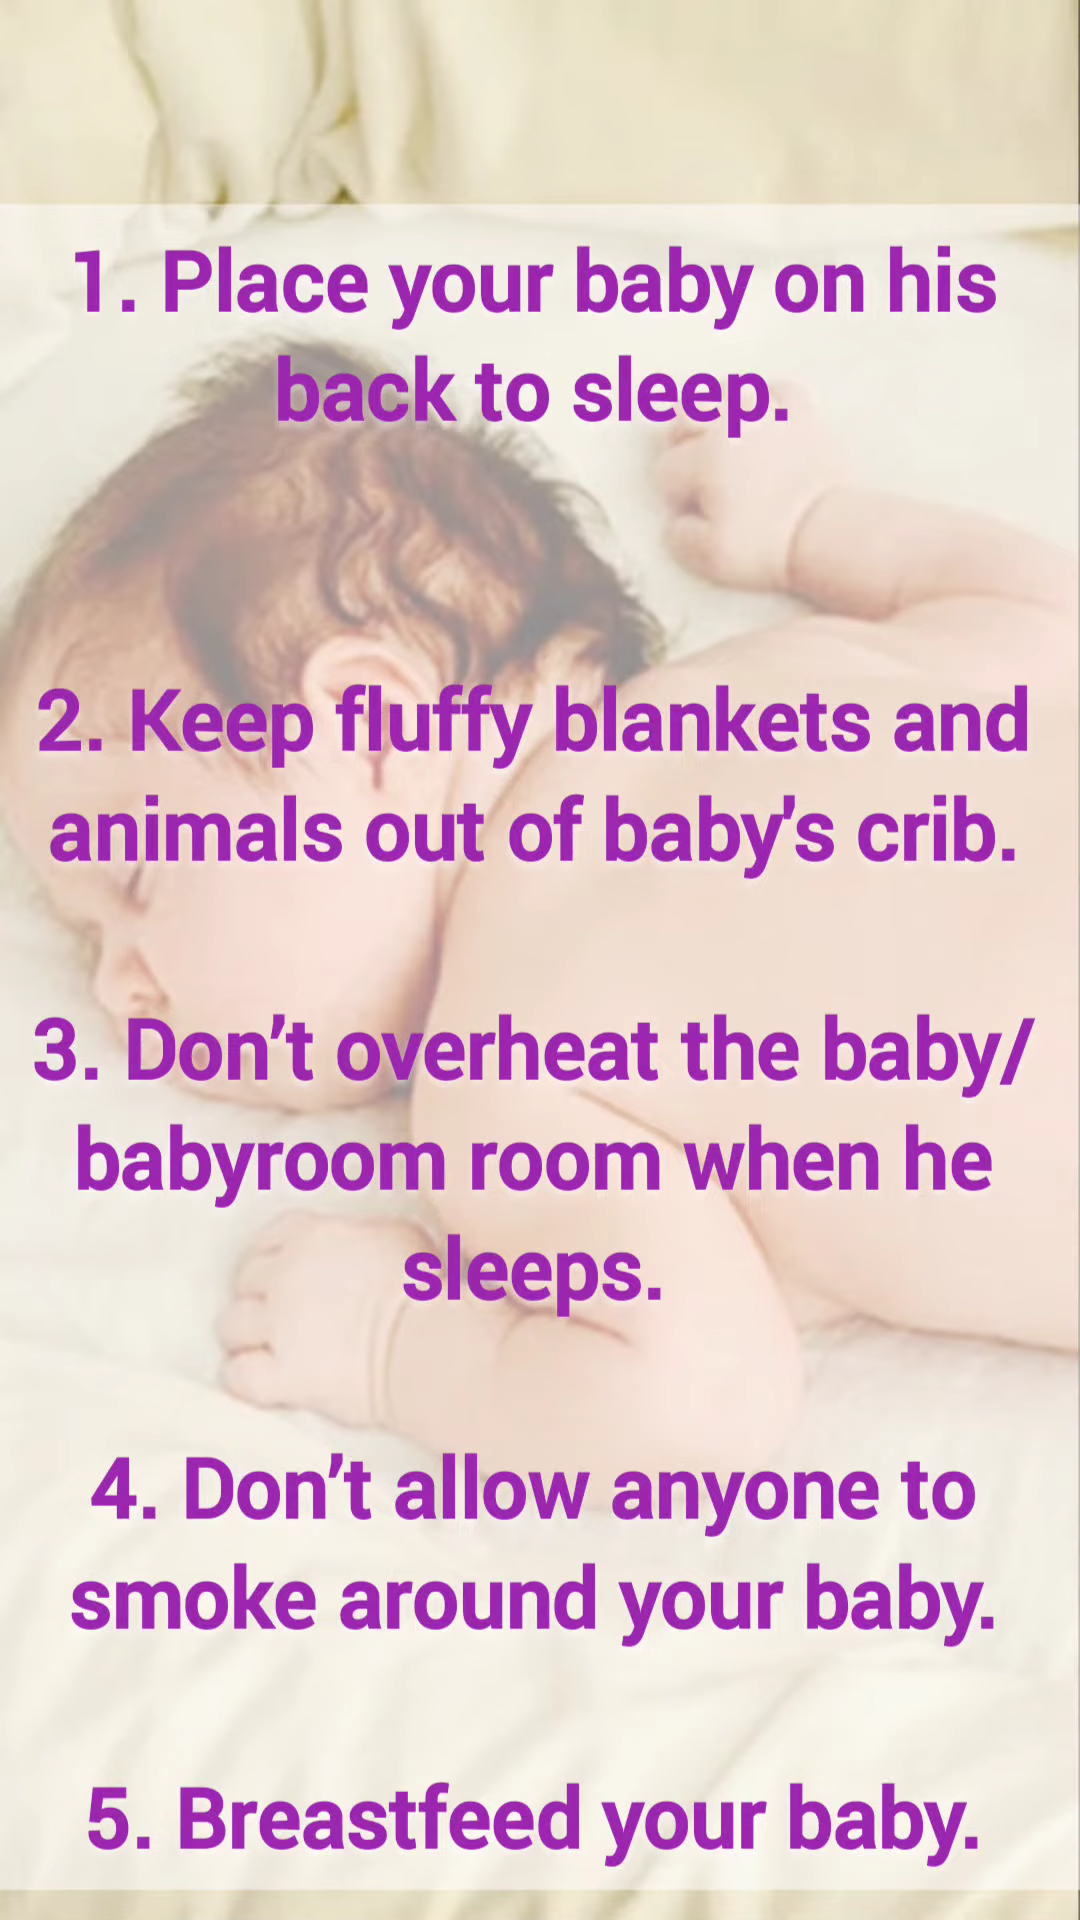 1. Place your baby on his
back to sleep.
2. Keep fluffy blankets and
animals out of baby's crib.
3. Don’t overheat the baby/
babyroom room when he
sleeps.
4. Don’t allow anyone to
smoke around your baby.
5. Breastfeed your baby.